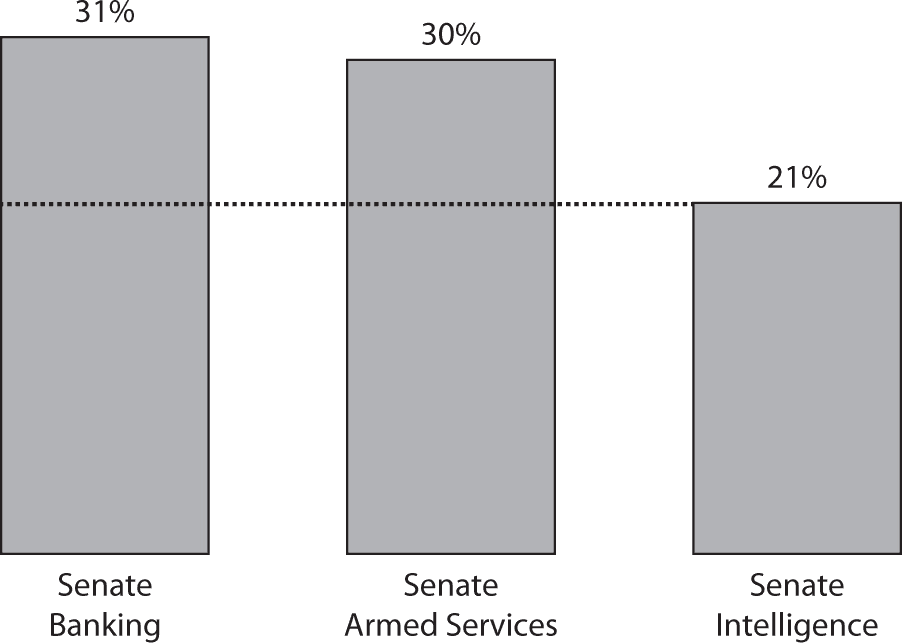 31%
30%
21%
Senate
Banking
Senate
Armed Services
Senate
Intelligence